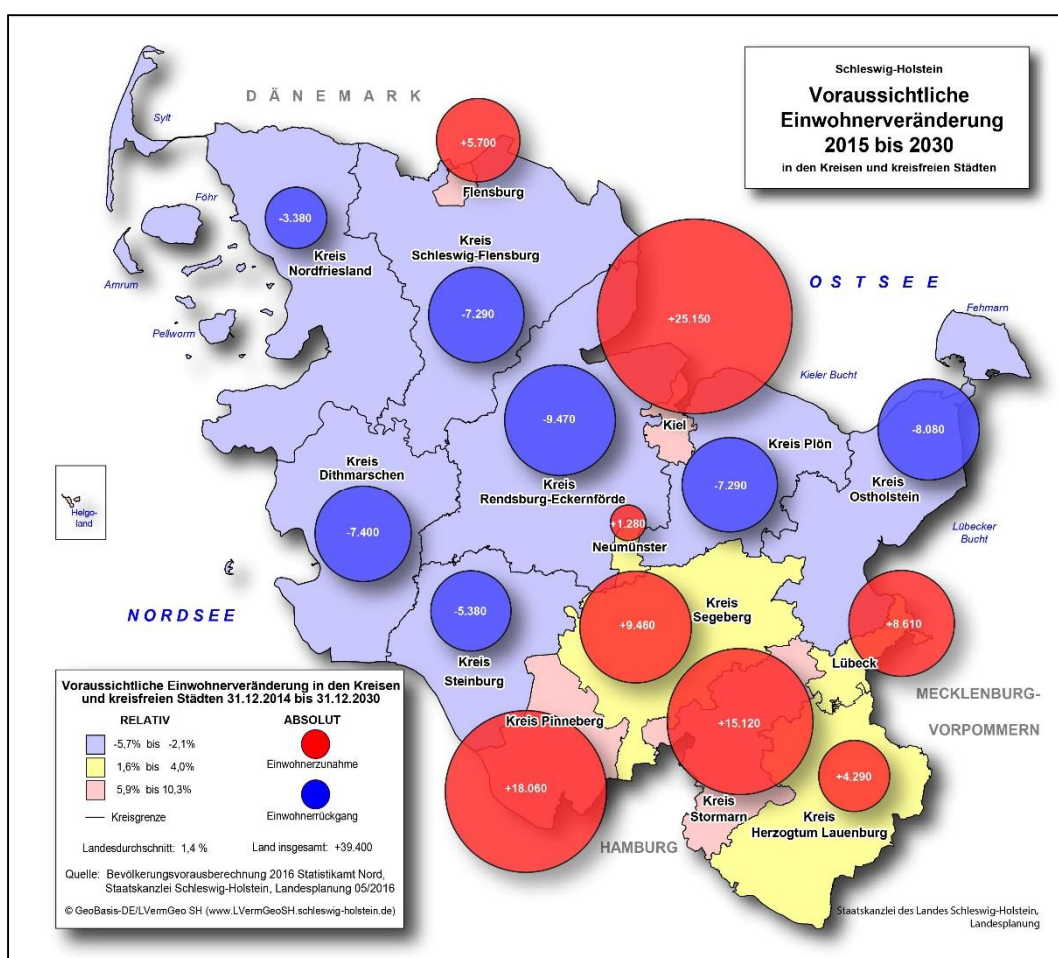 Schleswig-Holstein
Voraussichtliche
Einwohnerveränderung
2015 bis 2030
in den Kreisen und kreisfreien Städten
DÄNEMARK
Sylt
+5.700
Flensburg
Föhr
-3.380
Kreis
Nordfriesland
Kreis
Schleswig-Flensburg
Amrum
OSTSEE
Fehmarn
-7.290
+25.150
Pellworm
Kieler Bucht
-9.470
Kiel
-8.080
Kreis Plön
Kreis
Dithmarschen
Kreis
Rendsburg-Eckernförde
-7.290
Kreis
Ostholstein
Helgo-
land
-7.400
+1.280
Neumünster
Lübecker
Bucht
NORDSEE
-5.380
Kreis
Steinburg
+9.460
Kreis
Segeberg
+8.610
Lübeck
MECKLENBURG-
VORPOMMERN
Kreis Pinneberg
+15.120
+18.060
+4.290
Kreis
Stormarn
Kreis
Herzogtum Lauenburg
HAMBURG
Voraussichtliche Einwohnerveränderung in den Kreisen
und kreisfreien Städten 31.12.2014 bis 31.12.2030
RELATIV ABSOLUT
-5,7% bis -2,1%
1,6% bis 4,0%
5,9% bis 10,3%
Einwohnerzunahme
Einwohnerrückgang
Kreisgrenze
Landesdurchschnitt: 1,4 % Land insgesamt: +39.400
Quelle: Bevölkerungsvorausberechnung 2016 Statistikamt Nord,
Staatskanzlei Schleswig-Holstein, Landesplanung 05/2016
© GeoBasis-DE/LVermGeo SH (www.LVermGeoSH.schleswig-holstein.de)
Staatskanzlei des Landes Schleswig-Holstein,
Landesplanung